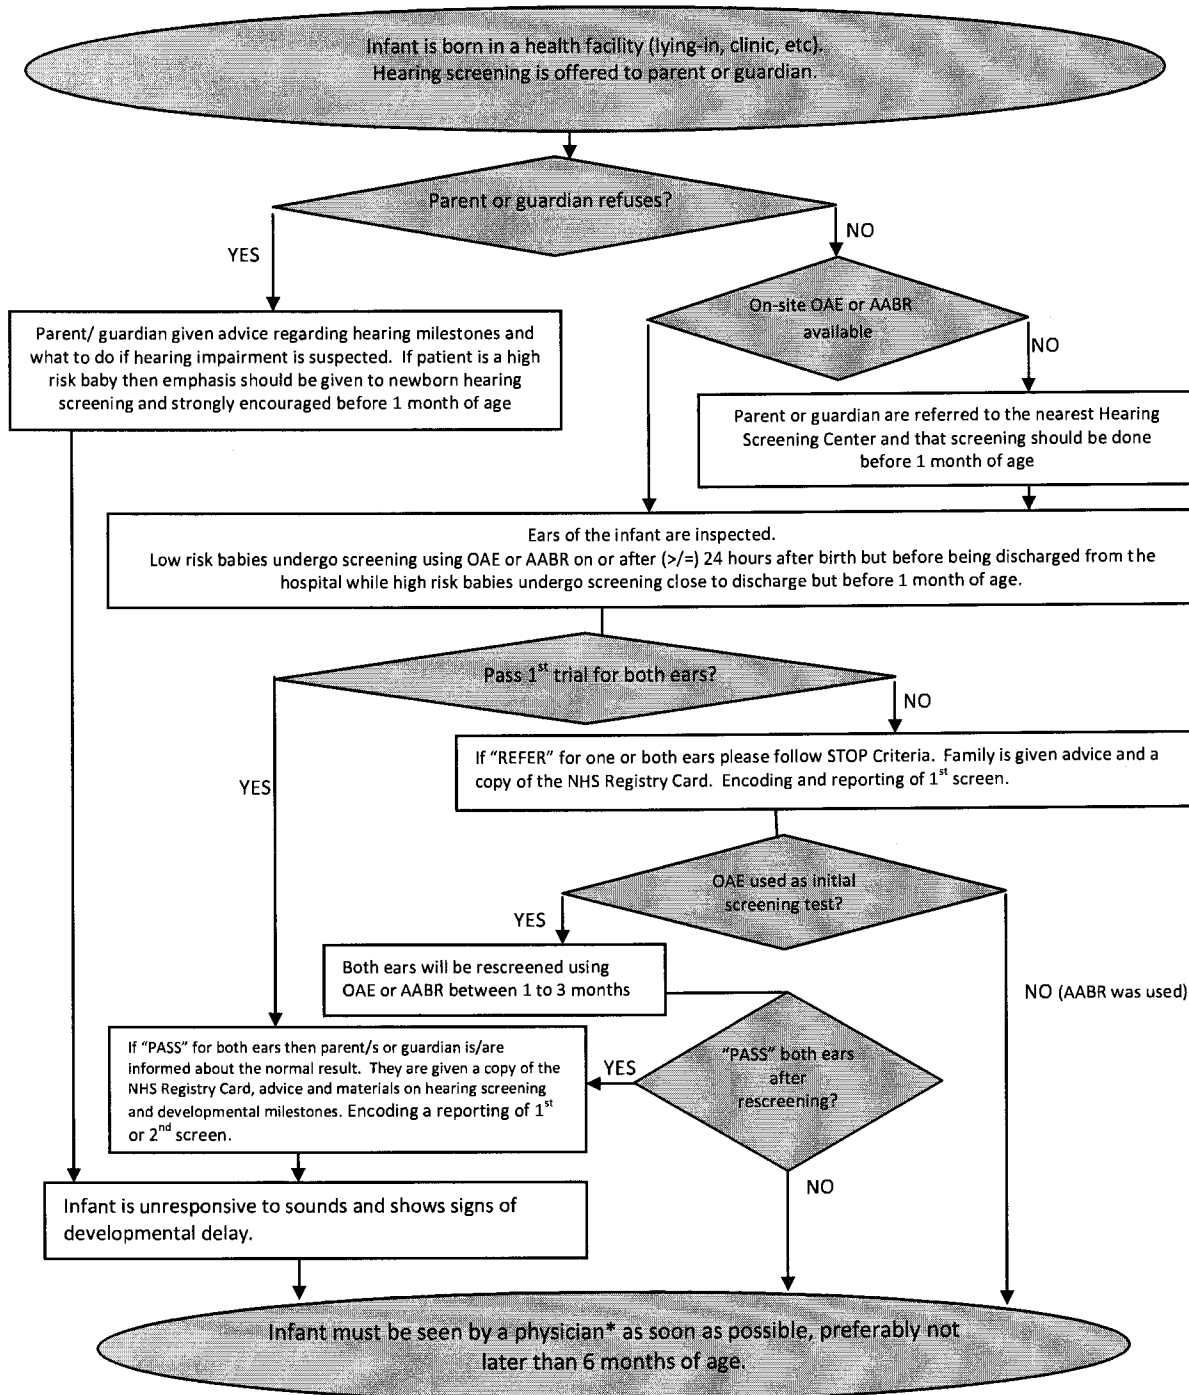 Infant is born in a health facility (lying-in, clinic, etc).
Hearing screening is offered to parent or guardian.
Parent or guardian refuses?
YES
NO
On-site OAE or AABR
available
NO
Parent/ guardian given advice regarding hearing milestones and
what to do if hearing impairment is suspected. If patient is a high
risk baby then emphasis should be given to newborn hearing
screening and strongly encouraged before 1 month of age
Parent or guardian are referred to the nearest Hearing
Screening Center and that screening should be done
before 1 month of age
Ears of the infant are inspected.
Low risk babies undergo screening using OAE or AABR on or after (>/=) 24 hours after birth but before being discharged from the
hospital while high risk babies undergo screening close to discharge but before 1 month of age.
Pass 1st trial for both ears?
NO
YES
If "REFER" for one or both ears please follow STOP Criteria. Family is given advice and a
copy of the NHS Registry Card. Encoding and reporting of 1st screen.
OAE used as initial
screening test?
YES
NO (AABR was used)
Both ears will be rescreened using
OAE or AABR between 1 to 3 months
"PASS" both ears
after
rescreening?
YES
If "PASS" for both ears then parent/s or guardian is/are
informed about the normal result. They are given a copy of the
NHS Registry Card, advice and materials on hearing screening
and developmental milestones. Encoding a reporting of 1st
or 2nd screen.
NO
Infant is unresponsive to sounds and shows signs of
developmental delay.
Infant must be seen by a physician* as soon as possible, preferably not
later than 6 months of age.